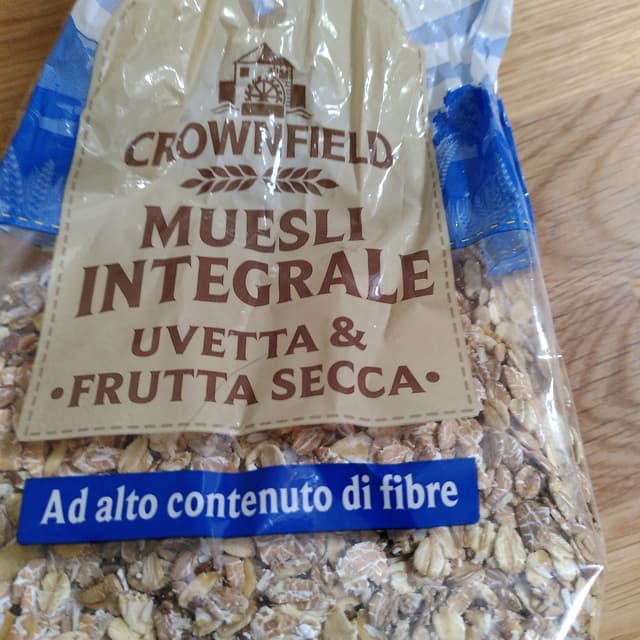 CROWNFIELD
MUESLI
INTEGRALE
UVETTA &
•FRUTTA SECCA•
Ad alto contenuto di fibre